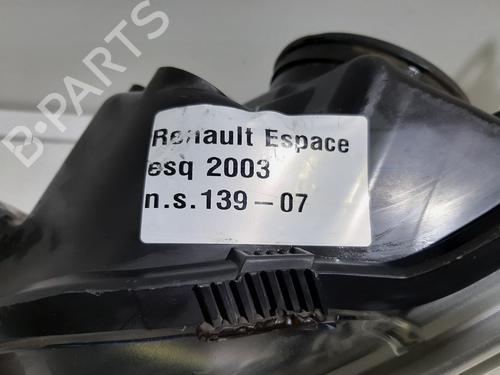 B-PARTS
Renault Espace
esq 2003
n.s.139-07